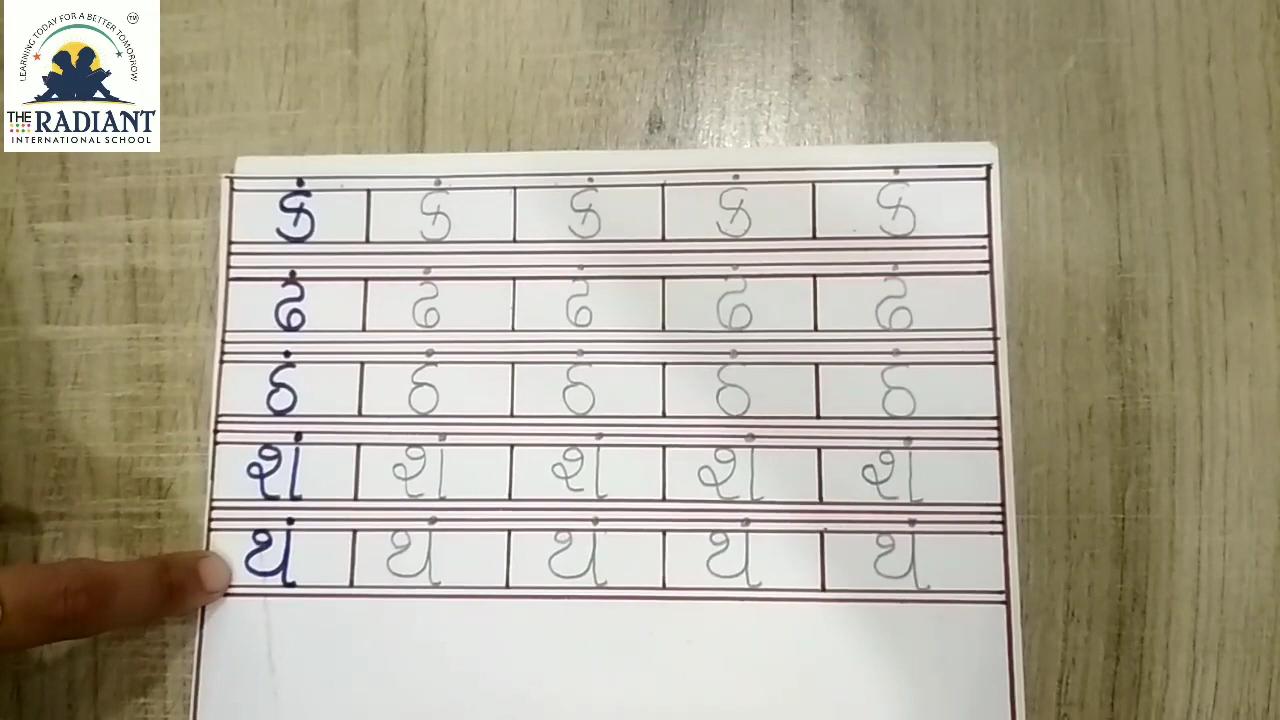 LEARNING TODAY FOR A BETTER TOMORROW
TM
THE RADIANT
INTERNATIONAL SCHOOL
કં કં કં કં કં
ઢં ઢં ઢં ઢં ઢં
ઠં ઠં ઠં ઠં ઠં
શં શં શં શં શં
થં થં થં થં થં